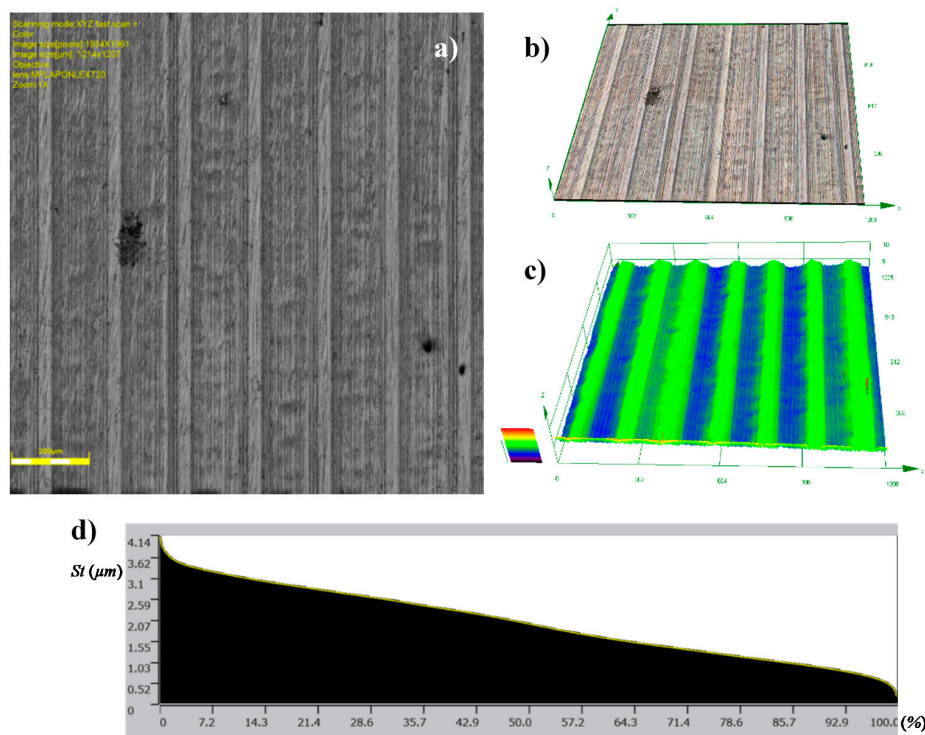 Scanning mode:XYZ fast scan +
Color
Image size[pixels]:1934X1961
Objective
lens:MPLAPONLEXT20
Zoom:1X
a)
200µm
b)
Y
Z
X
0
302
604
906
c)
10
5
1225
919
612
306
Z
X
0
302
604
906
1208
d)
St (µm)
4.14
3.62
3.1
2.59
2.07
1.55
1.03
0.52
0
0 7.2 14.3 21.4 28.6 35.7 42.9 50.0 57.2 64.3 71.4 78.6 85.7 92.9 100.0 (%)